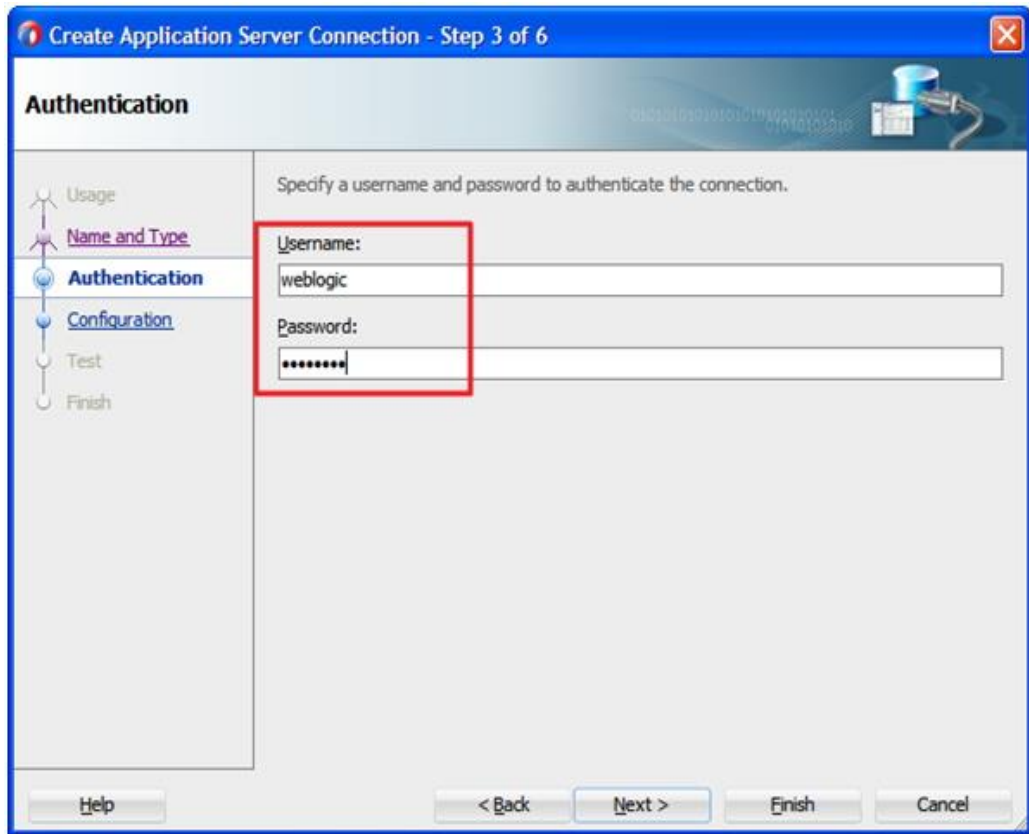 Create Application Server Connection - Step 3 of 6
Authentication
Usage
Name and Type
Authentication
Configuration
Test
Finish
Specify a username and password to authenticate the connection.
Username:
weblogic
Password:
••••••••
Help
< Back
Next >
Finish
Cancel